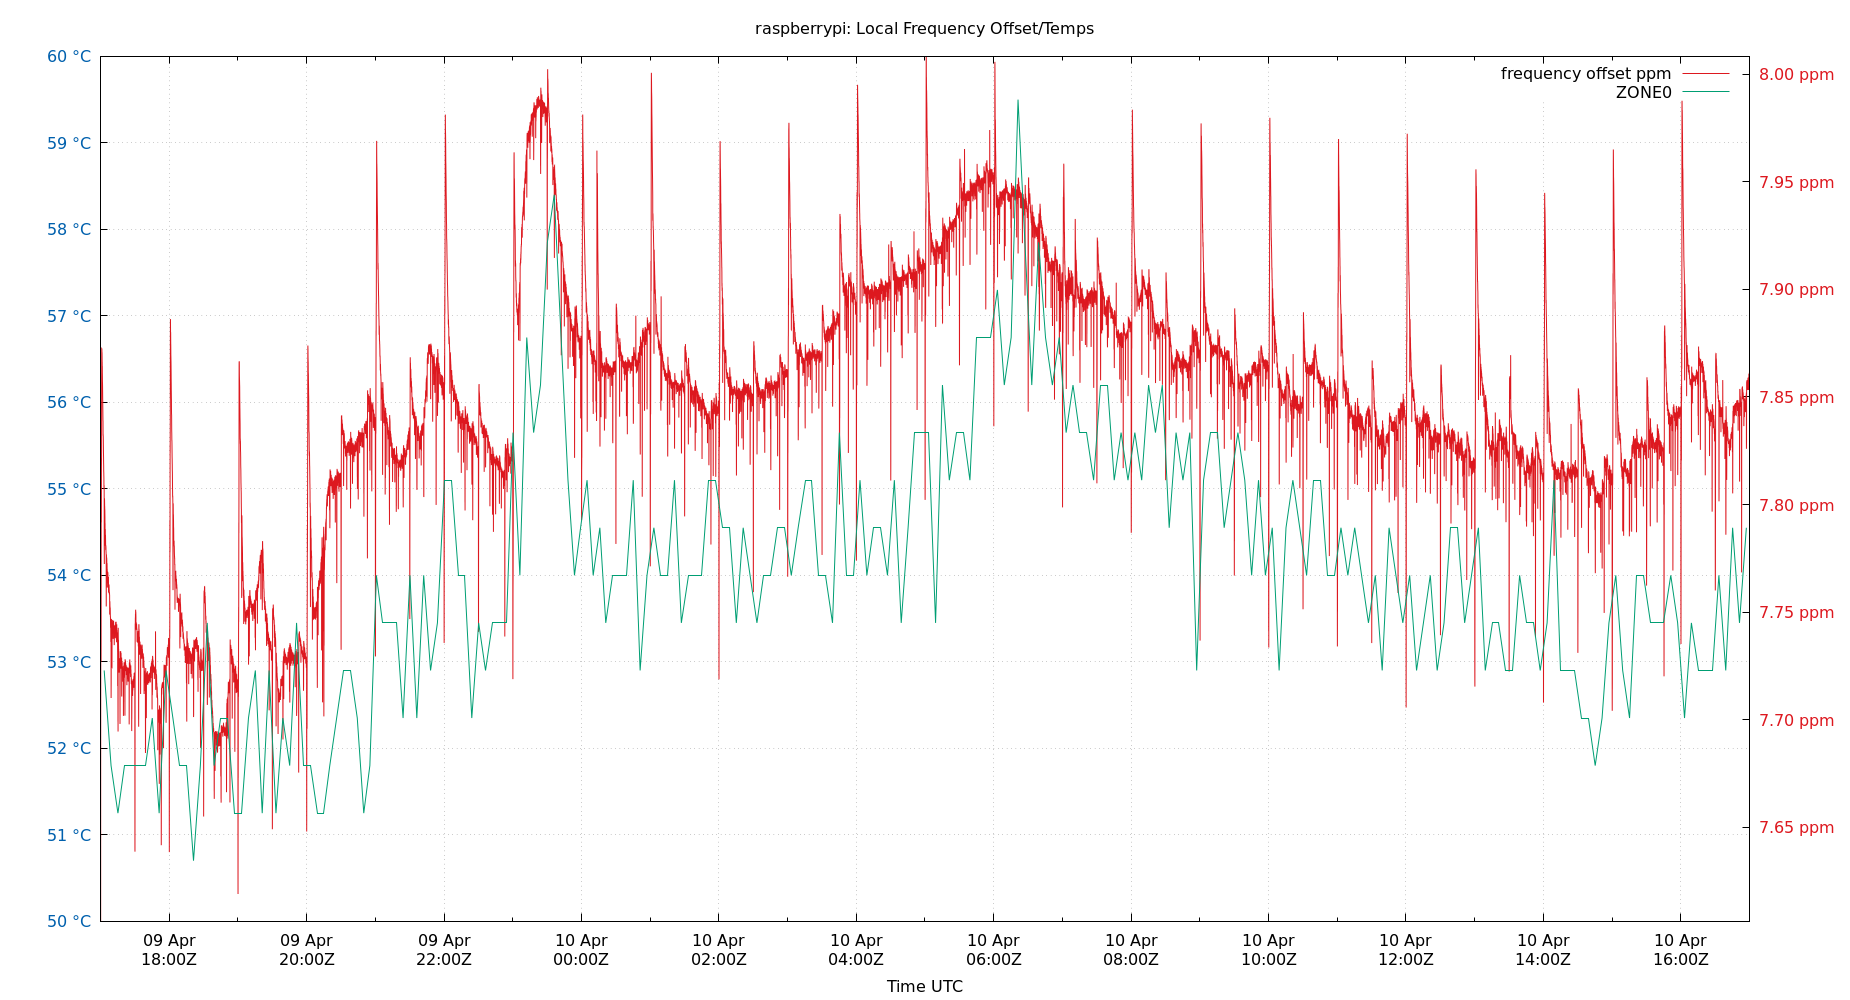 raspberrypi: Local Frequency Offset/Temps
frequency offset ppm
ZONE0
60 °C
59 °C
58 °C
57 °C
56 °C
55 °C
54 °C
53 °C
52 °C
51 °C
50 °C
8.00 ppm
7.95 ppm
7.90 ppm
7.85 ppm
7.80 ppm
7.75 ppm
7.70 ppm
7.65 ppm
09 Apr
18:00Z
09 Apr
20:00Z
09 Apr
22:00Z
10 Apr
00:00Z
10 Apr
02:00Z
10 Apr
04:00Z
10 Apr
06:00Z
10 Apr
08:00Z
10 Apr
10:00Z
10 Apr
12:00Z
10 Apr
14:00Z
10 Apr
16:00Z
Time UTC